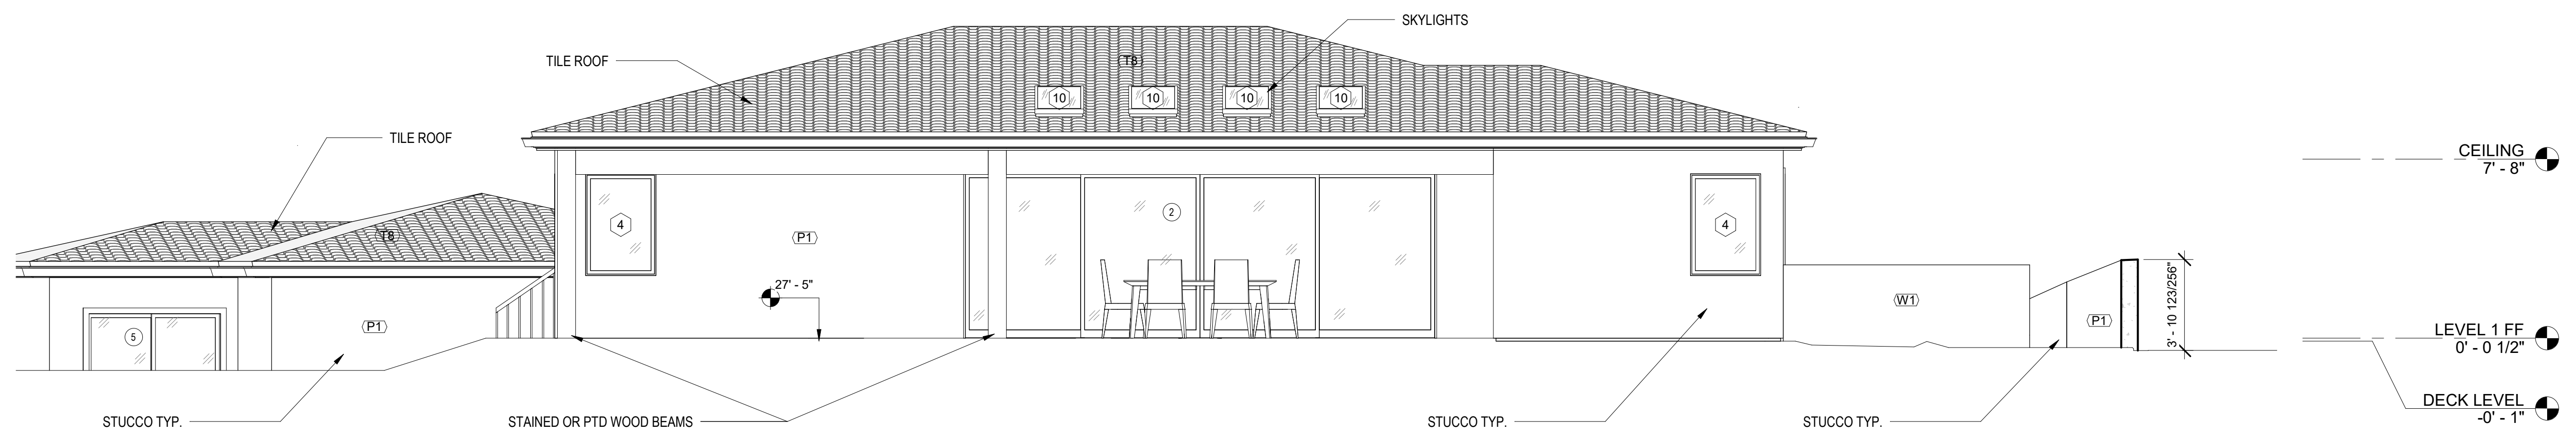 SKYLIGHTS
TILE ROOF
T8
10 10 10 10
TILE ROOF
CEILING
7' - 8"
4
2
4
T8
P1
27' - 5"
W1
P1
5
P1
3' - 10 123/256"
LEVEL 1 FF
0' - 0 1/2"
DECK LEVEL
-0' - 1"
STUCCO TYP.
STAINED OR PTD WOOD BEAMS
STUCCO TYP.
STUCCO TYP.